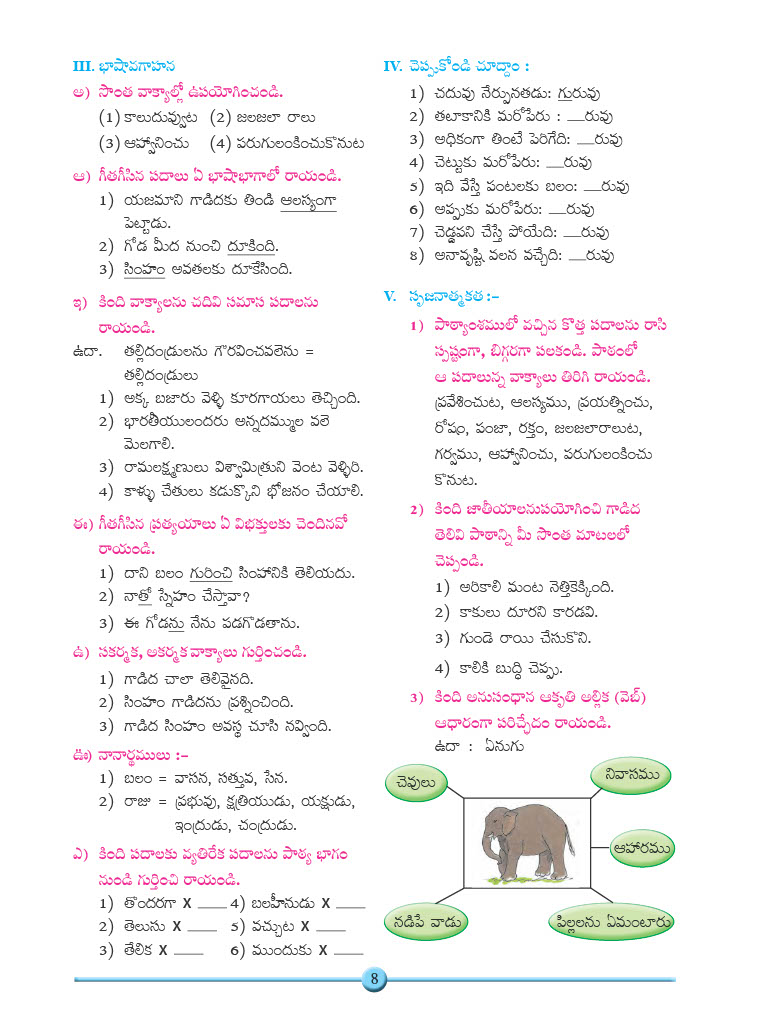 III. భాషావగాహన
అ) సొంత వాక్యాల్లో ఉపయోగించండి.
(1) కాలుదువ్వుట (2) జలజలా రాలు
(3) ఆహ్వానించు (4) పరుగులంకించుకొనుట
ఆ) గీతగీసిన పదాలు ఏ భాషాభాగాలో రాయండి.
1) యజమాని గాడిదకు తిండి ఆలస్యంగా
పెట్టాడు.
2) గోడ మీద నుంచి దూకింది.
3) సింహం అవతలకు దూకేసింది.
ఇ) కింది వాక్యాలను చదివి సమాస పదాలను
రాయండి.
ఉదా. తల్లిదండ్రులను గౌరవించవలెను =
తల్లిదండ్రులు
1) అక్క బజారు వెళ్ళి కూరగాయలు తెచ్చింది.
2) భారతీయులందరు అన్నదమ్ముల వలె
మెలగాలి.
3) రామలక్ష్మణులు విశ్వామిత్రుని వెంట వెళ్ళిరి.
4) కాళ్ళు చేతులు కడుక్కొని భోజనం చేయాలి.
ఈ) గీతగీసిన ప్రత్యయాలు ఏ విభక్తులకు చెందినవో
రాయండి.
1) దాని బలం గురించి సింహానికి తెలియదు.
2) నాతో స్నేహం చేస్తావా?
3) ఈ గోడను నేను పడగొడతాను.
ఉ) సకర్మక, అకర్మక వాక్యాలు గుర్తించండి.
1) గాడిద చాలా తెలివైనది.
2) సింహం గాడిదను ప్రశ్నించింది.
3) గాడిద సింహం అవస్థ చూసి నవ్వింది.
ఊ) నానార్థములు :-
1) బలం = వాసన, సత్తువ, సేన.
2) రాజు = ప్రభువు, క్షత్రియుడు, యక్షుడు,
ఇంద్రుడు, చంద్రుడు.
ఎ) కింది పదాలకు వ్యతిరేక పదాలను పాఠ్య భాగం
నుండి గుర్తించి రాయండి.
1) తొందరగా X ____ 4) బలహీనుడు X ____
2) తెలుసు X ____ 5) వచ్చుట X ____
3) తేలిక X ____ 6) ముందుకు X ____
IV. చెప్పుకోండి చూద్దాం :
1) చదువు నేర్పునతడు: గురువు
2) తటాకానికి మరోపేరు : __రువు
3) అధికంగా తింటే పెరిగేది: __రువు
4) చెట్టుకు మరోపేరు: __రువు
5) ఇది వేస్తే పంటలకు బలం: __రువు
6) అప్పుకు మరోపేరు: __రువు
7) చెడ్డపని చేస్తే పోయేది: __రువు
8) అనావృష్టి వలన వచ్చేది: __రువు
V. సృజనాత్మకత :-
1) పాఠ్యాంశములో వచ్చిన కొత్త పదాలను రాసి
స్పష్టంగా, బిగ్గరగా పలకండి. పాఠంలో
ఆ పదాలున్న వాక్యాలు తిరిగి రాయండి.
ప్రవేశించుట, ఆలస్యము, ప్రయత్నించు,
రోషం, పంజా, రక్తం, జలజలారాలుట,
గర్వము, ఆహ్వానించు, పరుగులంకించు
కొనుట.
2) కింది జాతీయాలనుపయోగించి గాడిద
తెలివి పాఠాన్ని మీ సొంత మాటలలో
చెప్పండి.
1) అరికాలి మంట నెత్తికెక్కింది.
2) కాకులు దూరని కారడవి.
3) గుండె రాయి చేసుకొని.
4) కాలికి బుద్ధి చెప్పు.
3) కింది అనుసంధాన ఆకృతి అల్లిక (వెబ్)
ఆధారంగా పరిచ్ఛేదం రాయండి.
ఉదా : ఏనుగు
చెవులు
నివాసము
ఆహారము
నడిపే వాడు
పిల్లలను ఏమంటారు
8